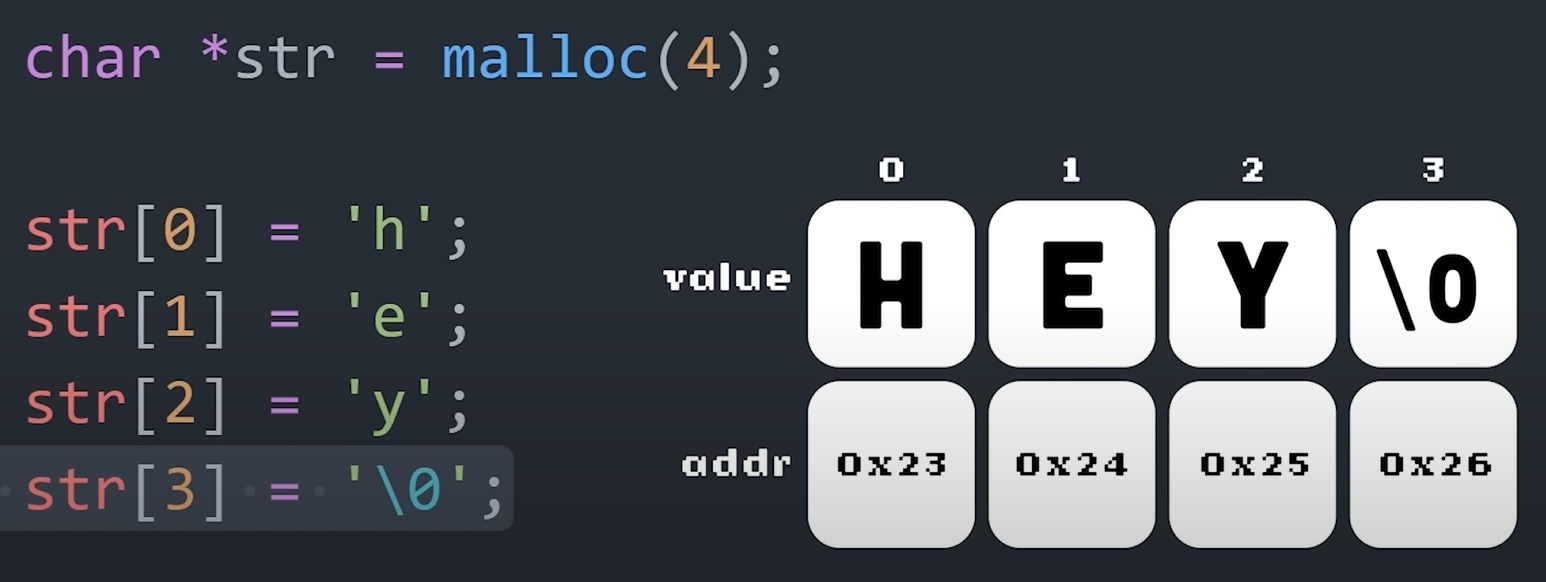 char *str = malloc(4);
0 1 2 3
str[0] = 'h';
str[1] = 'e';
str[2] = 'y';
str[3] = '\0';
value H E Y \0
addr 0x23 0x24 0x25 0x26